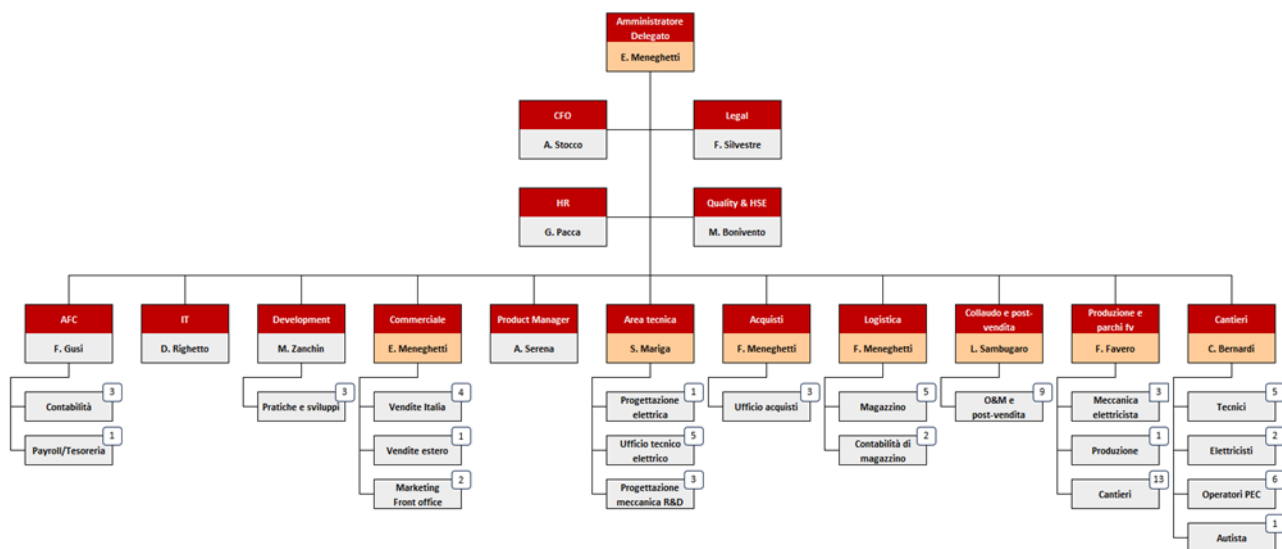 Amministratore
Delegato
E. Meneghetti
CFO
A. Stocco
Legal
F. Silvestre
HR
G. Pacca
Quality & HSE
M. Bonivento
AFC
F. Gusi
IT
D. Righetto
Development
M. Zanchin
Commerciale
E. Meneghetti
Product Manager
A. Serena
Area tecnica
S. Mariga
Acquisti
F. Meneghetti
Logistica
F. Meneghetti
Collaudo e post-
vendita
L. Sambugaro
Produzione e
parchi fv
F. Favero
Cantieri
C. Bernardi
3
Contabilità
1
Payroll/Tesoreria
3
Pratiche e sviluppi
4
Vendite Italia
1
Vendite estero
2
Marketing
Front office
1
Progettazione
elettrica
5
Ufficio tecnico
elettrico
3
Progettazione
meccanica R&D
3
Ufficio acquisti
5
Magazzino
2
Contabilità di
magazzino
9
O&M e
post-vendita
3
Meccanica
elettricista
1
Produzione
13
Cantieri
5
Tecnici
2
Elettricisti
6
Operatori PEC
1
Autista